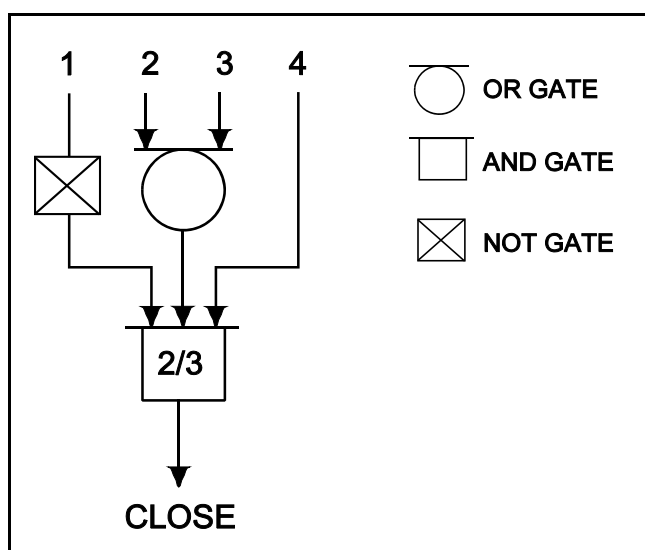 1 2 3 4
OR GATE
AND GATE
NOT GATE
2/3
CLOSE